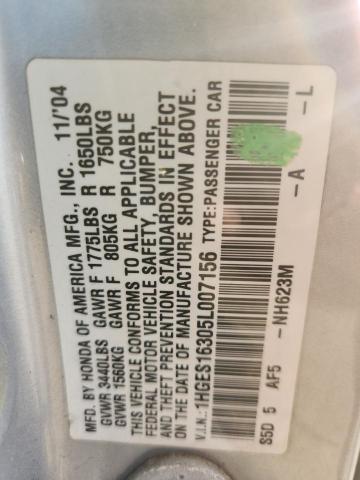 MFD. BY HONDA OF AMERICA MFG., INC. 11/'04
GVWR 3440LBS GAWR F 1775LBS R 1650LBS
GVWR 1560KG GAWR F 805KG R 750KG
THIS VEHICLE CONFORMS TO ALL APPLICABLE
FEDERAL MOTOR VEHICLE SAFETY, BUMPER,
AND THEFT PREVENTION STANDARDS IN EFFECT
ON THE DATE OF MANUFACTURE SHOWN ABOVE.
V.I.N.: 1HGES16305L007156 TYPE:PASSENGER CAR
S5D 5 AF5 - NH623M - A - L